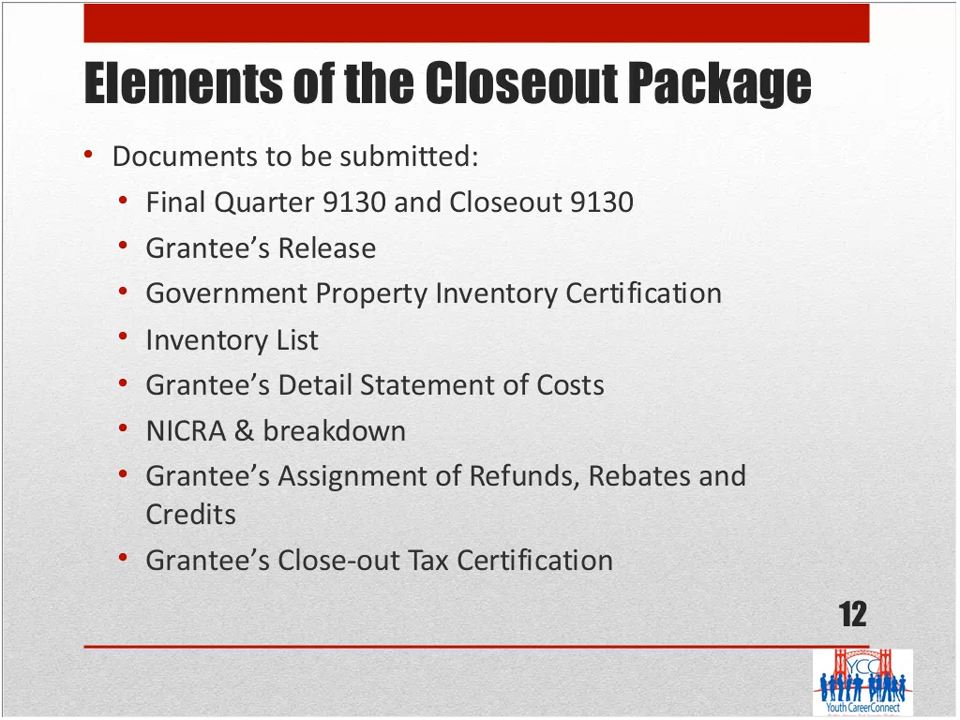 Elements of the Closeout Package
• Documents to be submitted:
• Final Quarter 9130 and Closeout 9130
• Grantee’s Release
• Government Property Inventory Certification
• Inventory List
• Grantee’s Detail Statement of Costs
• NICRA & breakdown
• Grantee’s Assignment of Refunds, Rebates and
Credits
• Grantee’s Close-out Tax Certification
12
YCC
Youth CareerConnect